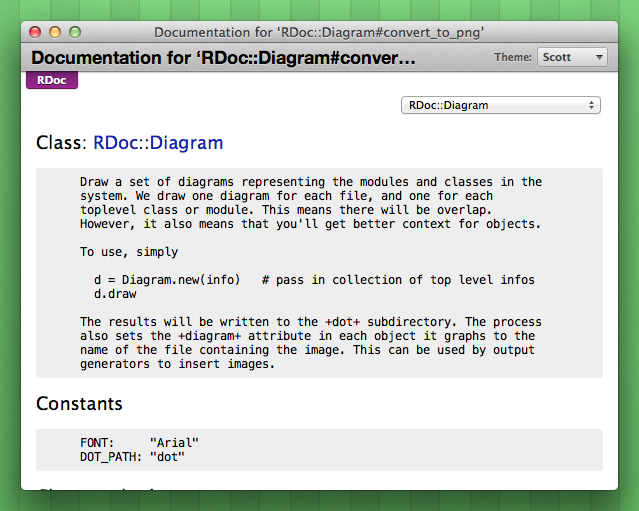 Documentation for ‘RDoc::Diagram#convert_to_png’
Documentation for ‘RDoc::Diagram#conver…
Theme: Scott
RDoc
RDoc::Diagram
Class: RDoc::Diagram
Draw a set of diagrams representing the modules and classes in the
system. We draw one diagram for each file, and one for each
toplevel class or module. This means there will be overlap.
However, it also means that you'll get better context for objects.
To use, simply
d = Diagram.new(info)   # pass in collection of top level infos
d.draw
The results will be written to the +dot+ subdirectory. The process
also sets the +diagram+ attribute in each object it graphs to the
name of the file containing the image. This can be used by output
generators to insert images.
Constants
FONT:     "Arial"
DOT_PATH: "dot"